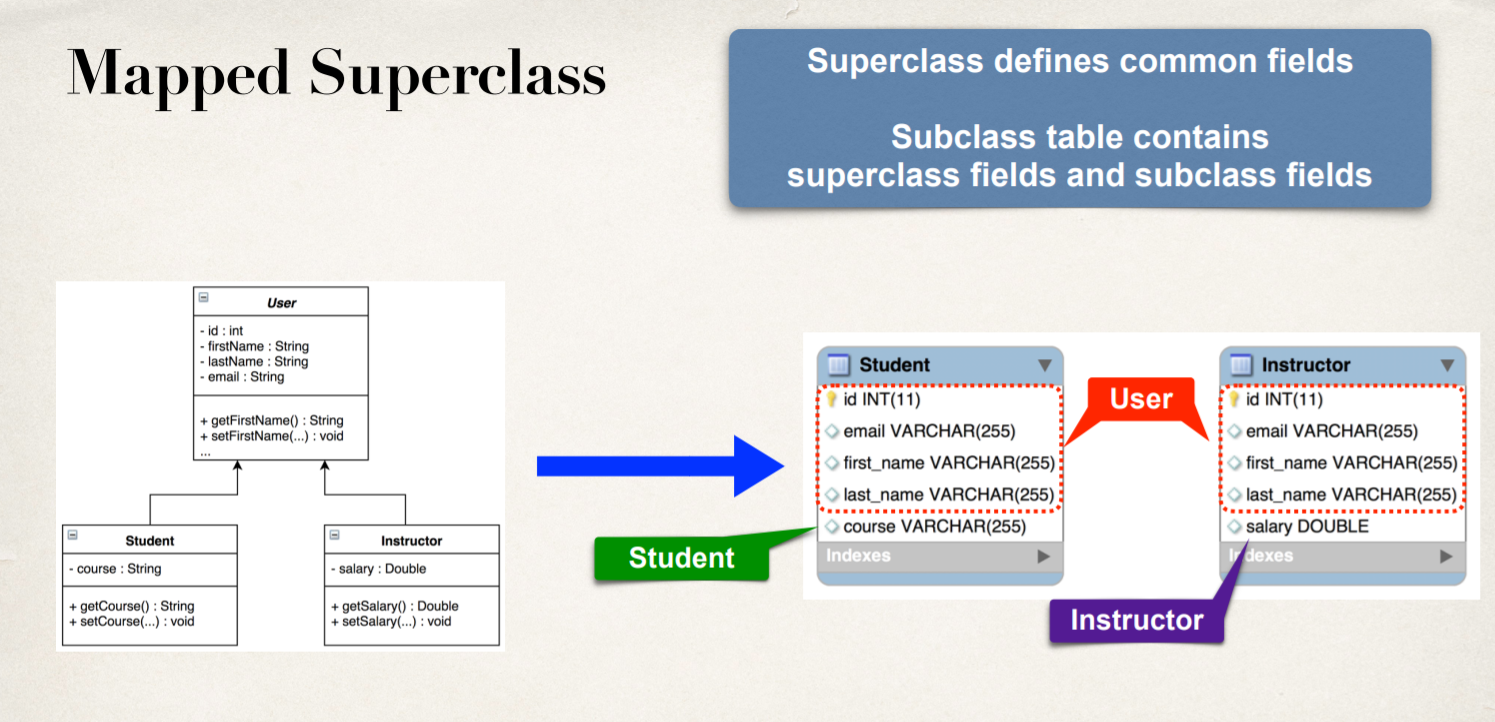 Mapped Superclass
Superclass defines common fields
Subclass table contains
superclass fields and subclass fields
User
- id : int
- firstName : String
- lastName : String
- email : String
+ getFirstName() : String
+ setFirstName(...) : void
...
Student
- course : String
+ getCourse() : String
+ setCourse(...) : void
Instructor
- salary : Double
+ getSalary() : Double
+ setSalary(...) : void
Student
id INT(11)
email VARCHAR(255)
first_name VARCHAR(255)
last_name VARCHAR(255)
course VARCHAR(255)
Indexes
User
Student
Instructor
id INT(11)
email VARCHAR(255)
first_name VARCHAR(255)
last_name VARCHAR(255)
salary DOUBLE
Indexes
Instructor